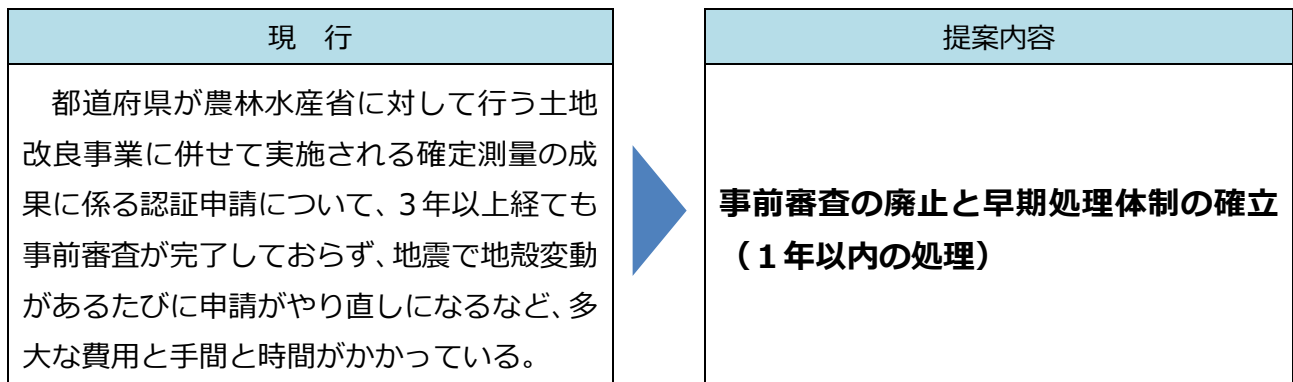 現　行
都道府県が農林水産省に対して行う土地
改良事業に併せて実施される確定測量の成
果に係る認証申請について、３年以上経ても
事前審査が完了しておらず、地震で地殻変動
があるたびに申請がやり直しになるなど、多
大な費用と手間と時間がかかっている。
提案内容
事前審査の廃止と早期処理体制の確立
（１年以内の処理）